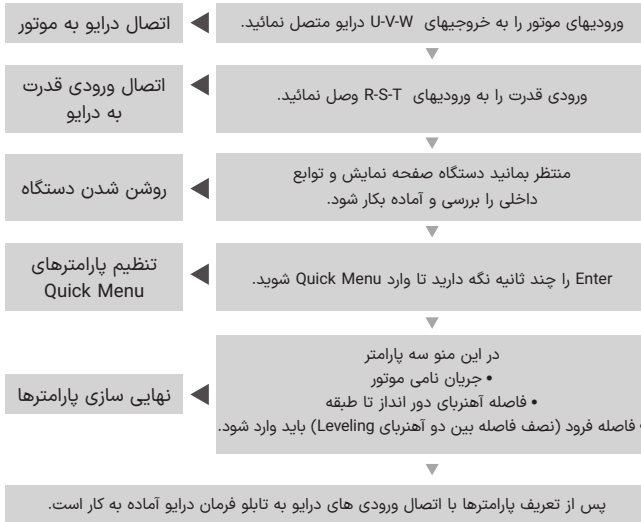 ورودیهای موتور را به خروجیهای U-V-W درایو متصل نمائید.
اتصال درایو به موتور
ورودی قدرت را به ورودیهای R-S-T وصل نمائید.
اتصال ورودی قدرت
به درایو
منتظر بمانید دستگاه صفحه نمایش و توابع
داخلی را بررسی و آماده بکار شود.
روشن شدن دستگاه
Enter را چند ثانیه نگه دارید تا وارد Quick Menu شوید.
تنظیم پارامترهای
Quick Menu
در این منو سه پارامتر
• جریان نامی موتور
• فاصله آهنربای دور انداز تا طبقه
• فاصله فرود (نصف فاصله بین دو آهنربای Leveling) باید وارد شود.
نهایی سازی پارامترها
پس از تعریف پارامترها با اتصال ورودی های درایو به تابلو فرمان درایو آماده به کار است.